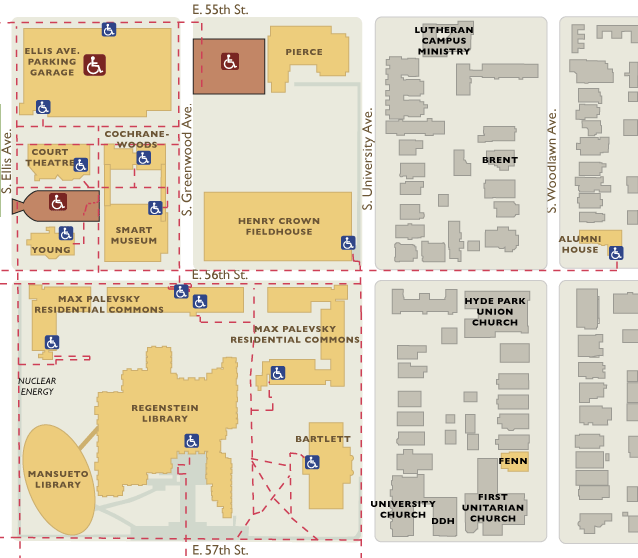 E. 55th St.
ELLIS AVE.
PARKING
GARAGE
PIERCE
LUTHERAN
CAMPUS
MINISTRY
S. Ellis Ave.
S. Greenwood Ave.
S. University Ave.
S. Woodlawn Ave.
COCHRANE-
WOODS
COURT
THEATRE
BRENT
YOUNG
SMART
MUSEUM
HENRY CROWN
FIELDHOUSE
ALUMNI
HOUSE
E. 56th St.
MAX PALEVSKY
RESIDENTIAL COMMONS
MAX PALEVSKY
RESIDENTIAL COMMONS
HYDE PARK
UNION
CHURCH
NUCLEAR
ENERGY
REGENSTEIN
LIBRARY
BARTLETT
MANSUETO
LIBRARY
FENN
UNIVERSITY
CHURCH
DDH
FIRST
UNITARIAN
CHURCH
E. 57th St.